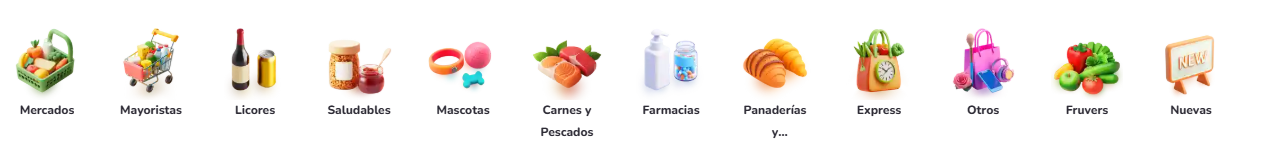 NEW
Mercados
Mayoristas
Licores
Saludables
Mascotas
Carnes y
Pescados
Farmacias
Panaderías
y...
Express
Otros
Fruvers
Nuevas